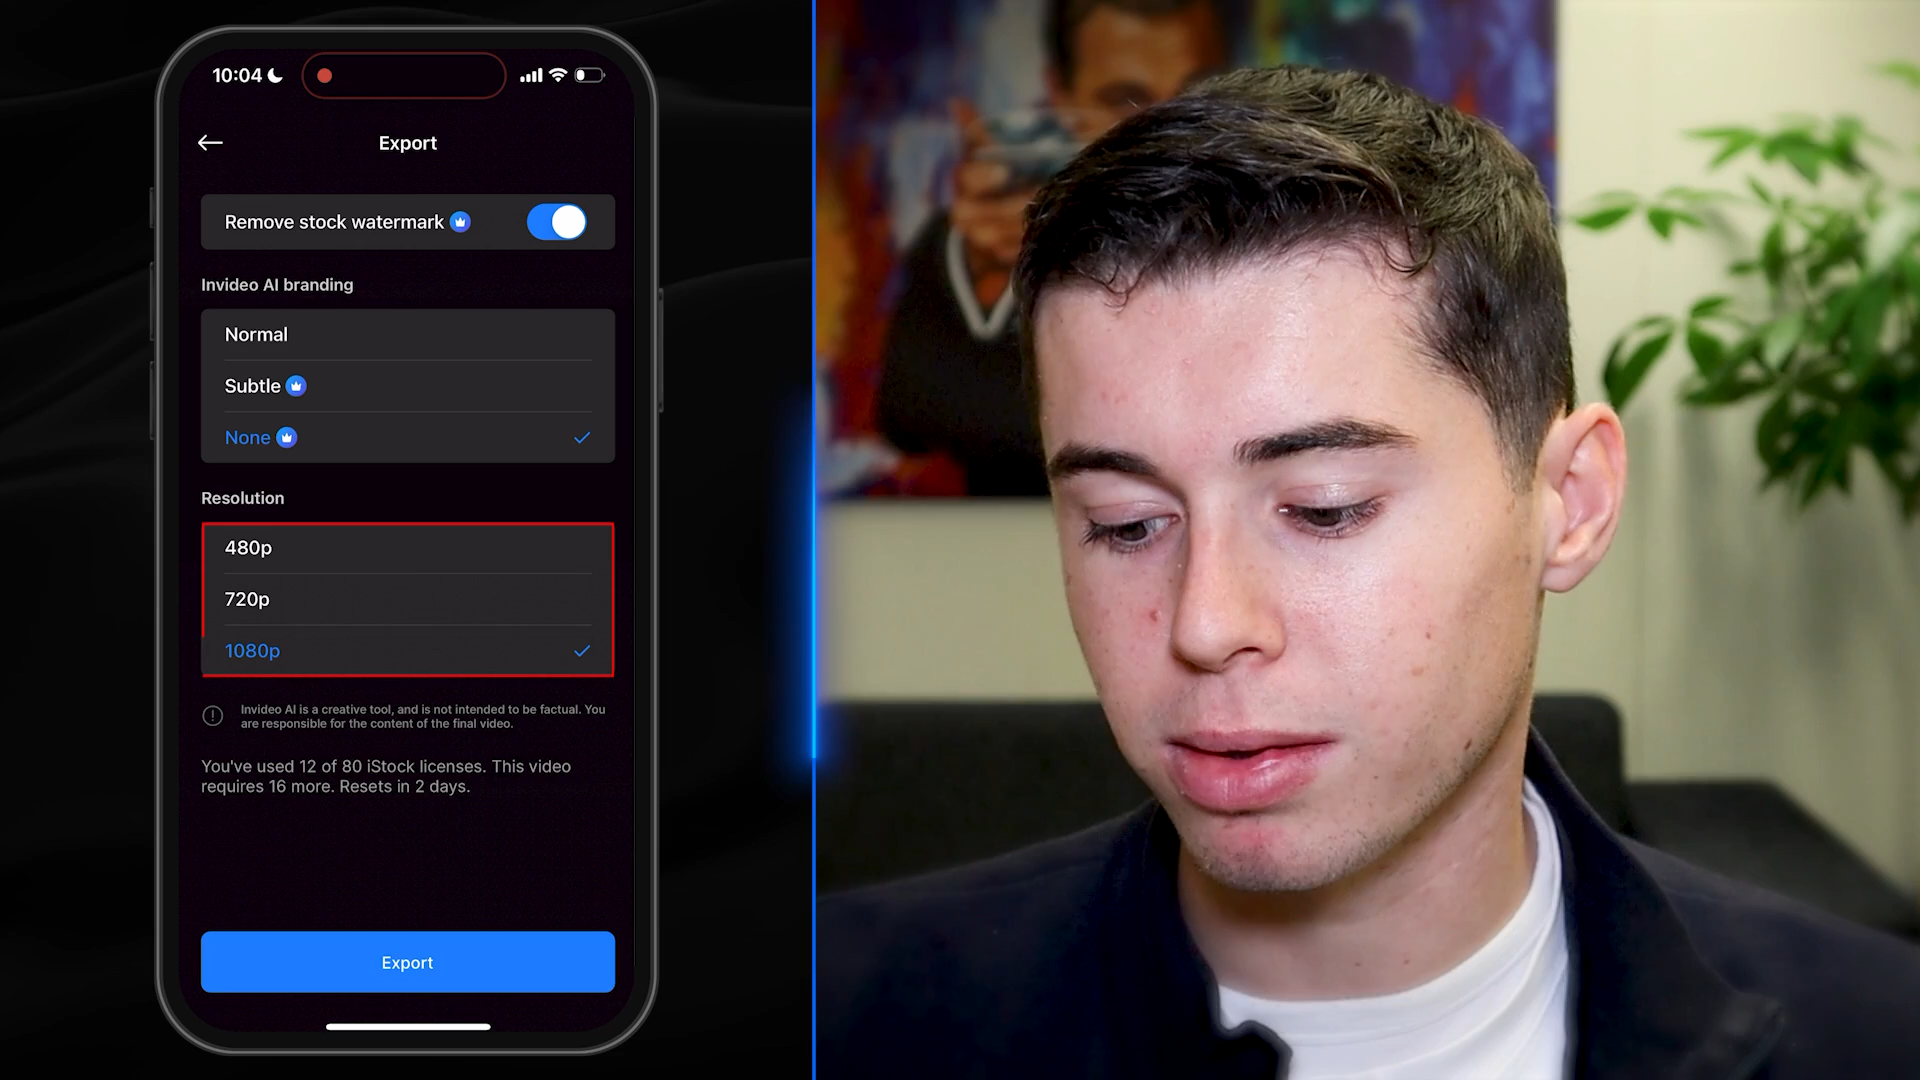 10:04
Export
Remove stock watermark
Invideo AI branding
Normal
Subtle
None
Resolution
480p
720p
1080p
Invideo AI is a creative tool, and is not intended to be factual. You
are responsible for the content of the final video.
You've used 12 of 80 iStock licenses. This video
requires 16 more. Resets in 2 days.
Export